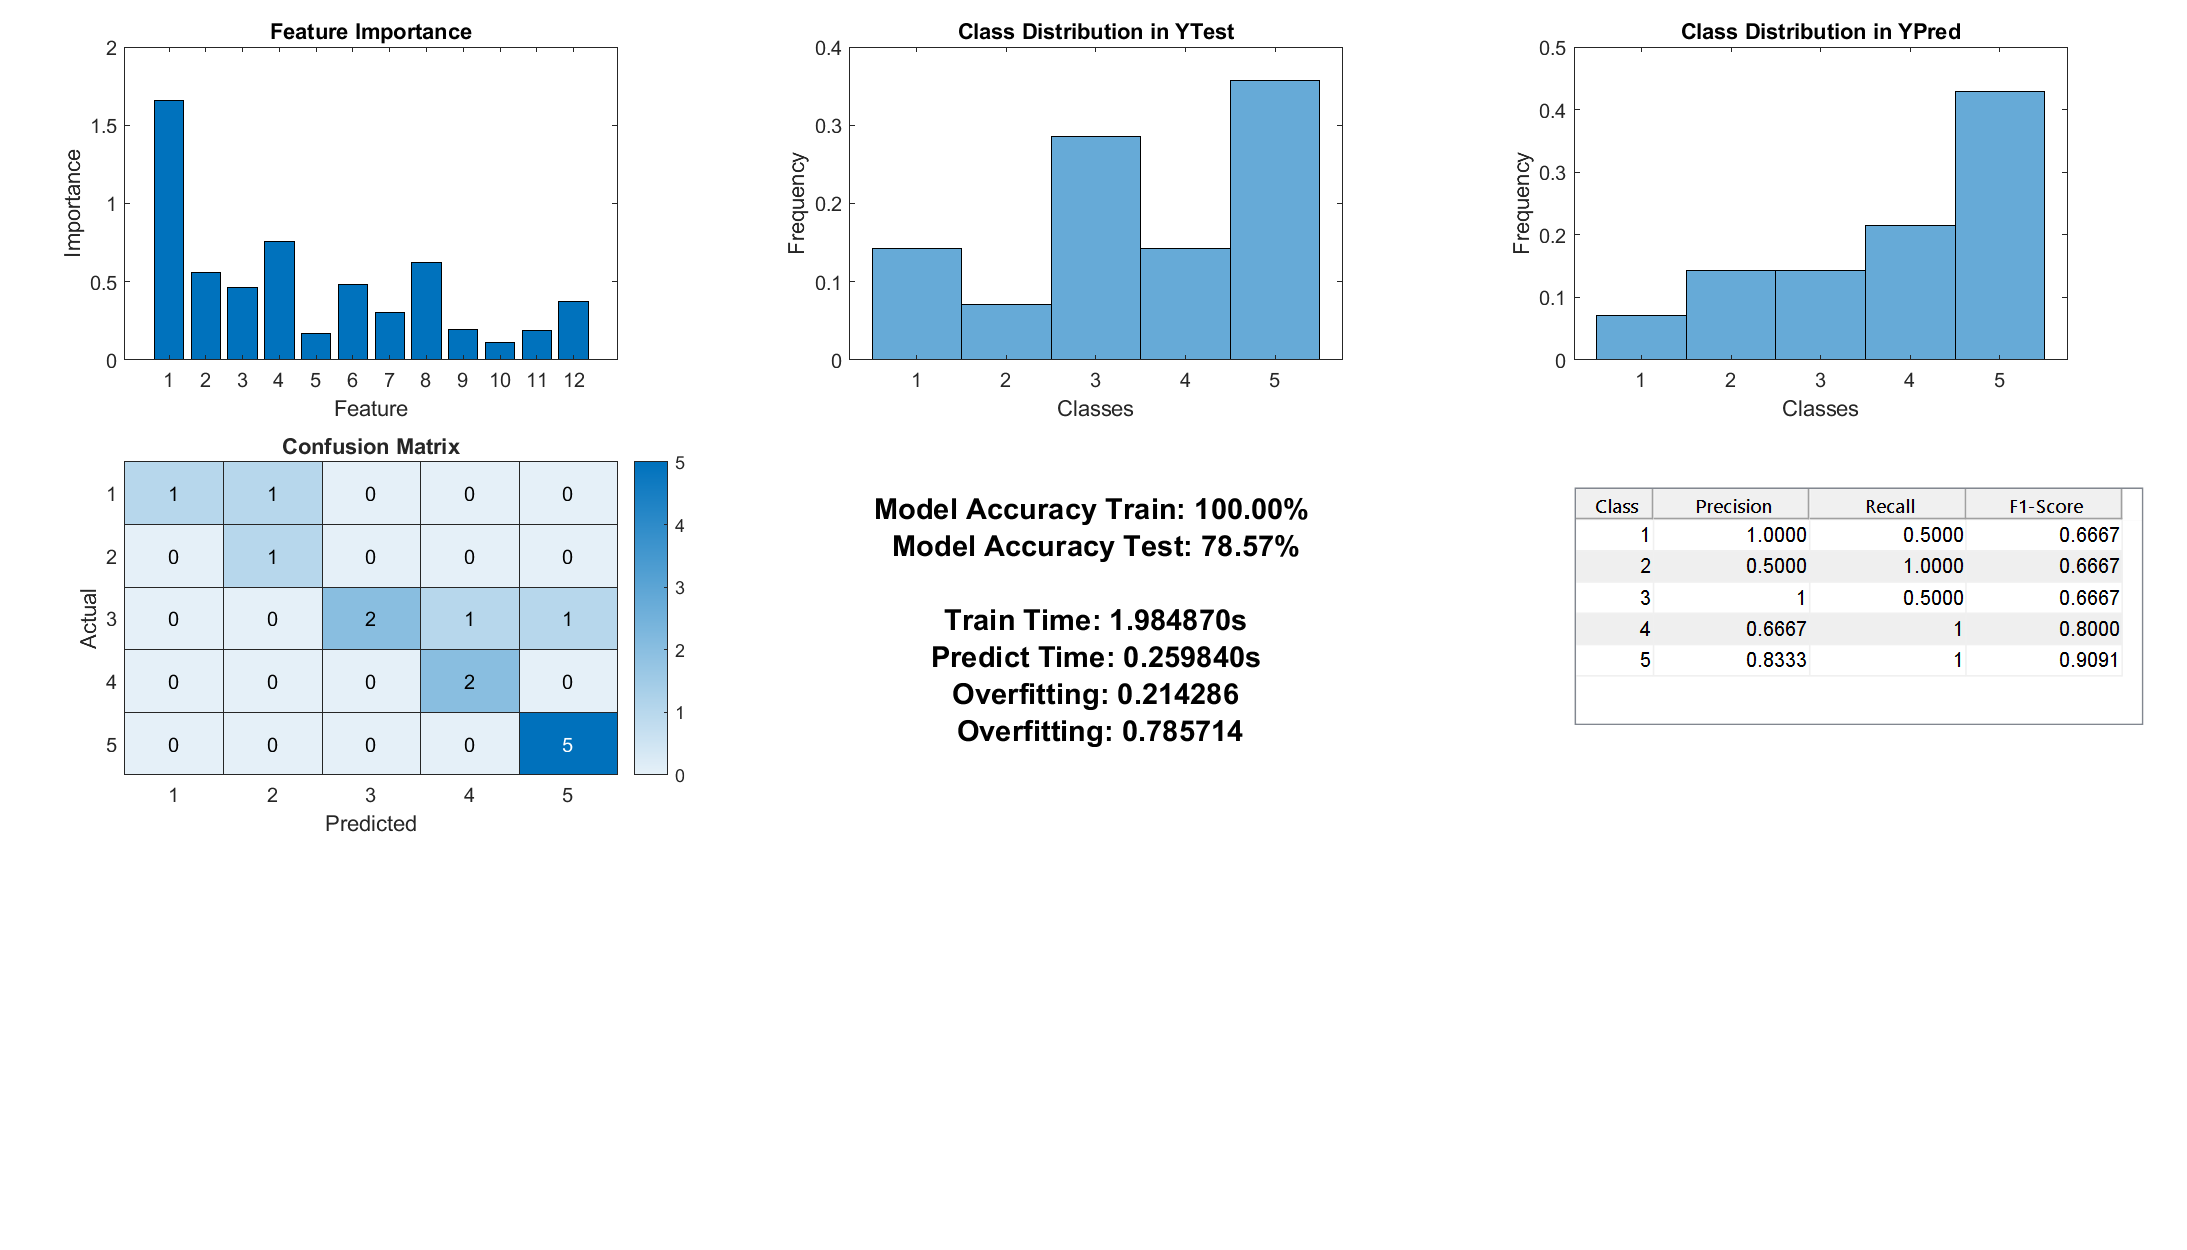 Feature Importance
2
1.5
1
0.5
0
Importance
1 2 3 4 5 6 7 8 9 10 11 12
Feature
Class Distribution in YTest
0.4
0.3
0.2
0.1
0
Frequency
1 2 3 4 5
Classes
Class Distribution in YPred
0.5
0.4
0.3
0.2
0.1
0
Frequency
1 2 3 4 5
Classes
Confusion Matrix
Actual
1 1 1 0 0 0
2 0 1 0 0 0
3 0 0 2 1 1
4 0 0 0 2 0
5 0 0 0 0 5
1 2 3 4 5
Predicted
5
4
3
2
1
0
Model Accuracy Train: 100.00%
Model Accuracy Test: 78.57%
Train Time: 1.984870s
Predict Time: 0.259840s
Overfitting: 0.214286
Overfitting: 0.785714
Class Precision Recall F1-Score
1 1.0000 0.5000 0.6667
2 0.5000 1.0000 0.6667
3 1 0.5000 0.6667
4 0.6667 1 0.8000
5 0.8333 1 0.9091